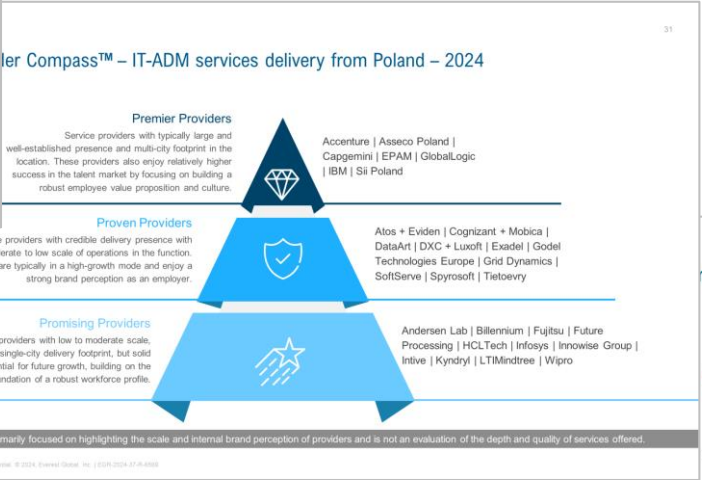 31
ler Compass™ – IT-ADM services delivery from Poland – 2024
Premier Providers
Service providers with typically large and
well-established presence and multi-city footprint in the
location. These providers also enjoy relatively higher
success in the talent market by focusing on building a
robust employee value proposition and culture.
Accenture | Asseco Poland |
Capgemini | EPAM | GlobalLogic
| IBM | Sii Poland
Proven Providers
e providers with credible delivery presence with
derate to low scale of operations in the function.
are typically in a high-growth mode and enjoy a
strong brand perception as an employer.
Atos + Eviden | Cognizant + Mobica |
DataArt | DXC + Luxoft | Exadel | Godel
Technologies Europe | Grid Dynamics |
SoftServe | Spyrosoft | Tietoevry
Promising Providers
providers with low to moderate scale,
single-city delivery footprint, but solid
ntial for future growth, building on the
ndation of a robust workforce profile.
Andersen Lab | Billennium | Fujitsu | Future
Processing | HCLTech | Infosys | Innowise Group |
Intive | Kyndryl | LTIMindtree | Wipro
marily focused on highlighting the scale and internal brand perception of providers and is not an evaluation of the depth and quality of services offered.
© 2024, Everest Global, Inc. |